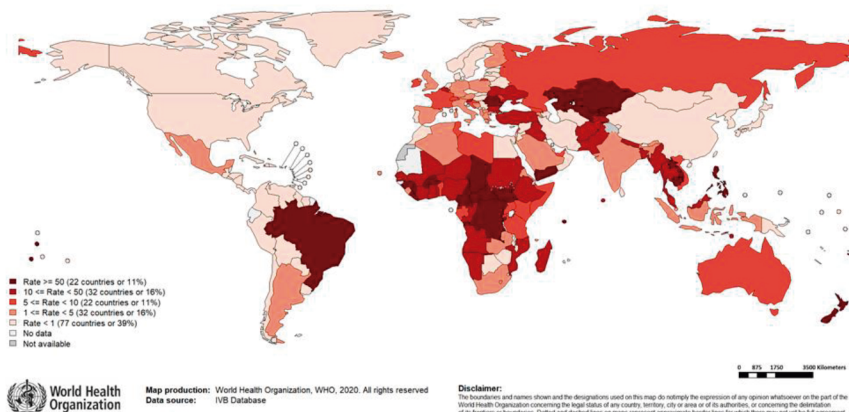 Rate >= 50 (22 countries or 11%)
10 <= Rate < 50 (32 countries or 16%)
5 <= Rate < 10 (22 countries or 11%)
1 <= Rate < 5 (32 countries or 16%)
Rate < 1 (77 countries or 39%)
No data
Not available
0 875 1750 3500 Kilometers
World Health
Organization
Map production: World Health Organization, WHO, 2020. All rights reserved
Data source: IVB Database
Disclaimer:
The boundaries and names shown and the designations used on this map do notmply the expression of any opinion whatsoever on the part of the
World Health Organization concerning the legal status of any country, territory, city or area or of its authorities, or concerning the delimitation